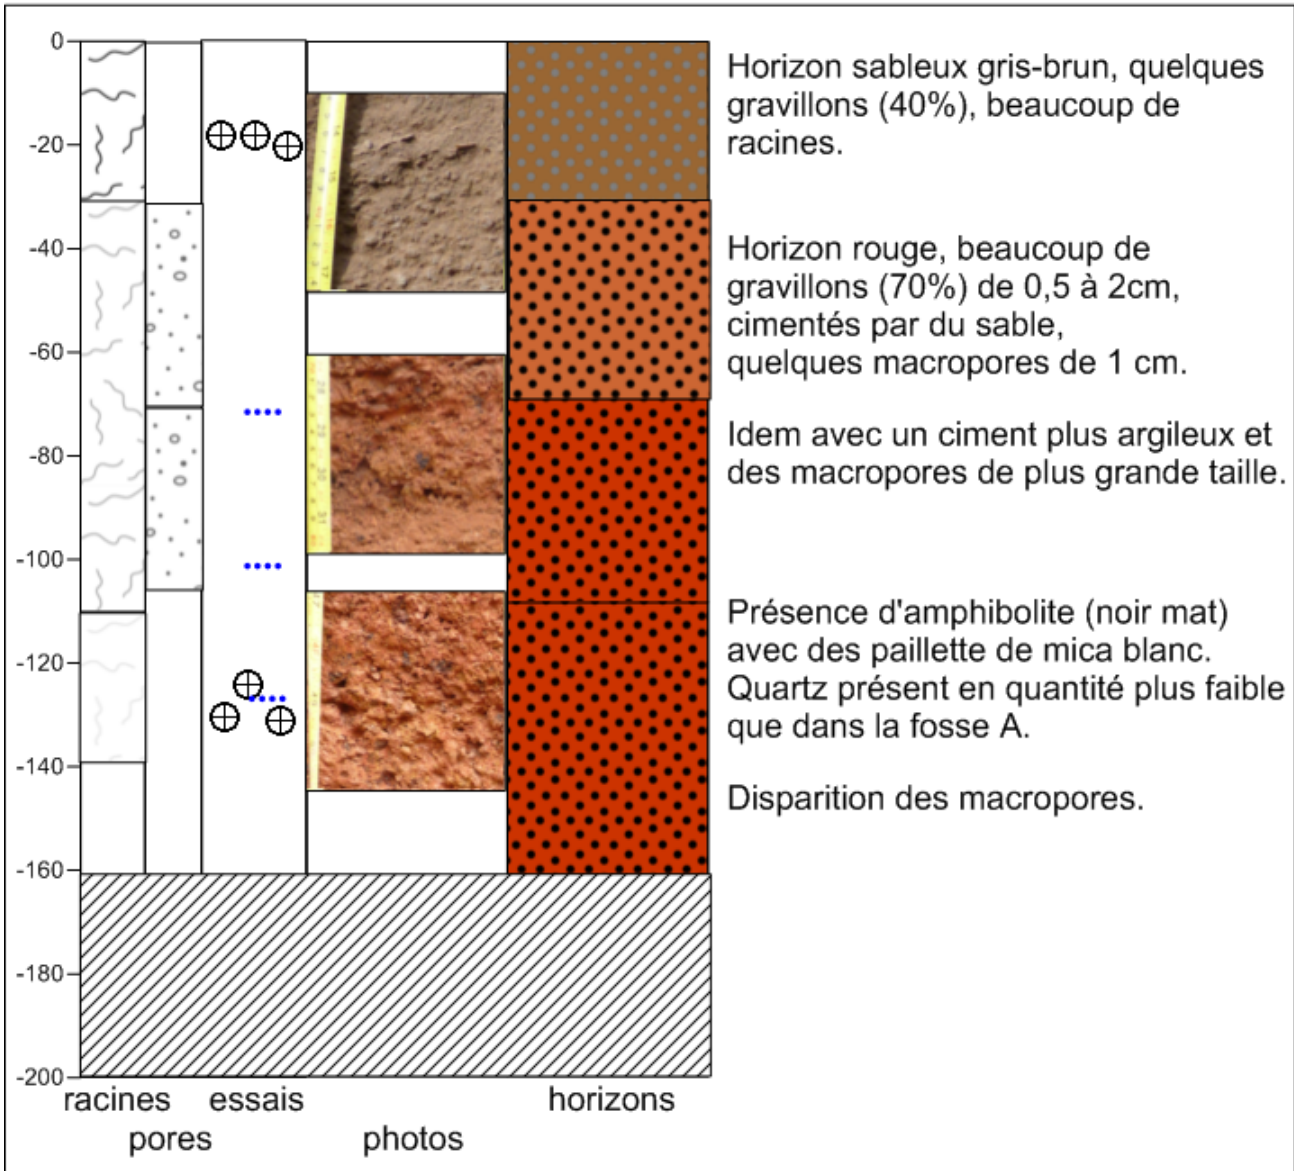 0
-20
-40
-60
-80
-100
-120
-140
-160
-180
-200
Horizon sableux gris-brun, quelques
gravillons (40%), beaucoup de
racines.
Horizon rouge, beaucoup de
gravillons (70%) de 0,5 à 2cm,
cimentés par du sable,
quelques macropores de 1 cm.
Idem avec un ciment plus argileux et
des macropores de plus grande taille.
Présence d'amphibolite (noir mat)
avec des paillette de mica blanc.
Quartz présent en quantité plus faible
que dans la fosse A.
Disparition des macropores.
racines essais horizons
pores photos